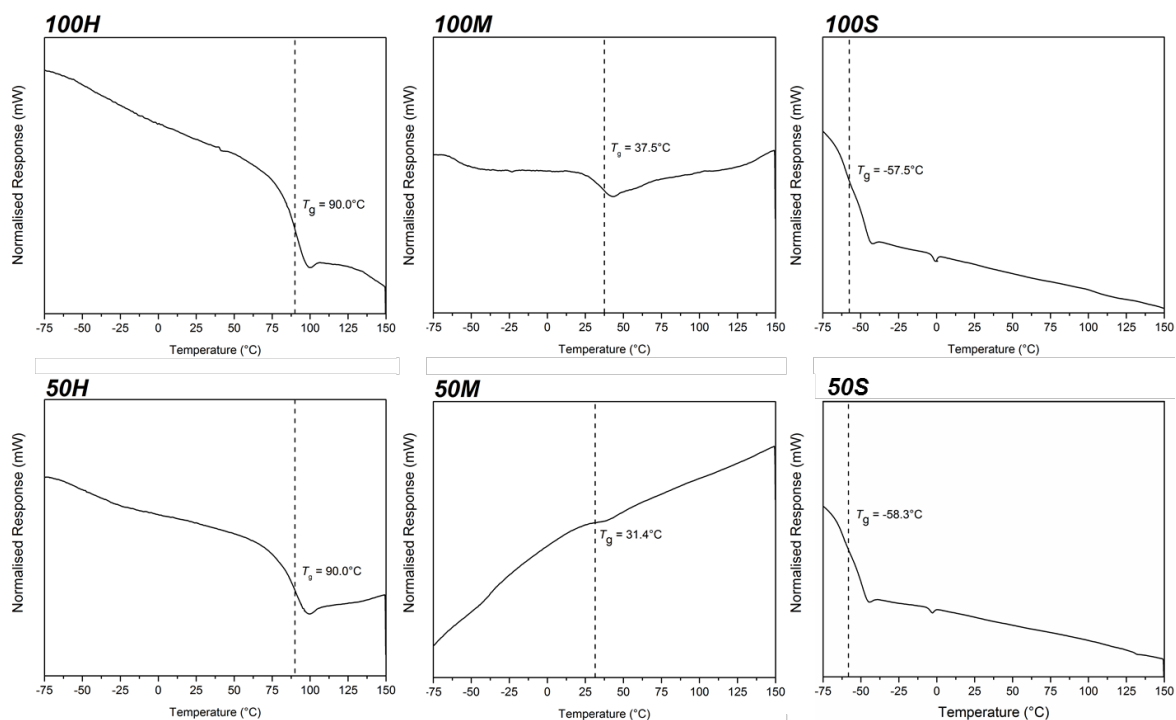 100H
Normalised Response (mW)
Tg = 90.0°C
-75 -50 -25 0 25 50 75 100 125 150
Temperature (°C)
100M
Normalised Response (mW)
Tg = 37.5°C
-75 -50 -25 0 25 50 75 100 125 150
Temperature (°C)
100S
Normalised Response (mW)
Tg = -57.5°C
-75 -50 -25 0 25 50 75 100 125 150
Temperature (°C)
50H
Normalised Response (mW)
Tg = 90.0°C
-75 -50 -25 0 25 50 75 100 125 150
Temperature (°C)
50M
Normalised Response (mW)
Tg = 31.4°C
-75 -50 -25 0 25 50 75 100 125 150
Temperature (°C)
50S
Normalised Response (mW)
Tg = -58.3°C
-75 -50 -25 0 25 50 75 100 125 150
Temperature (°C)